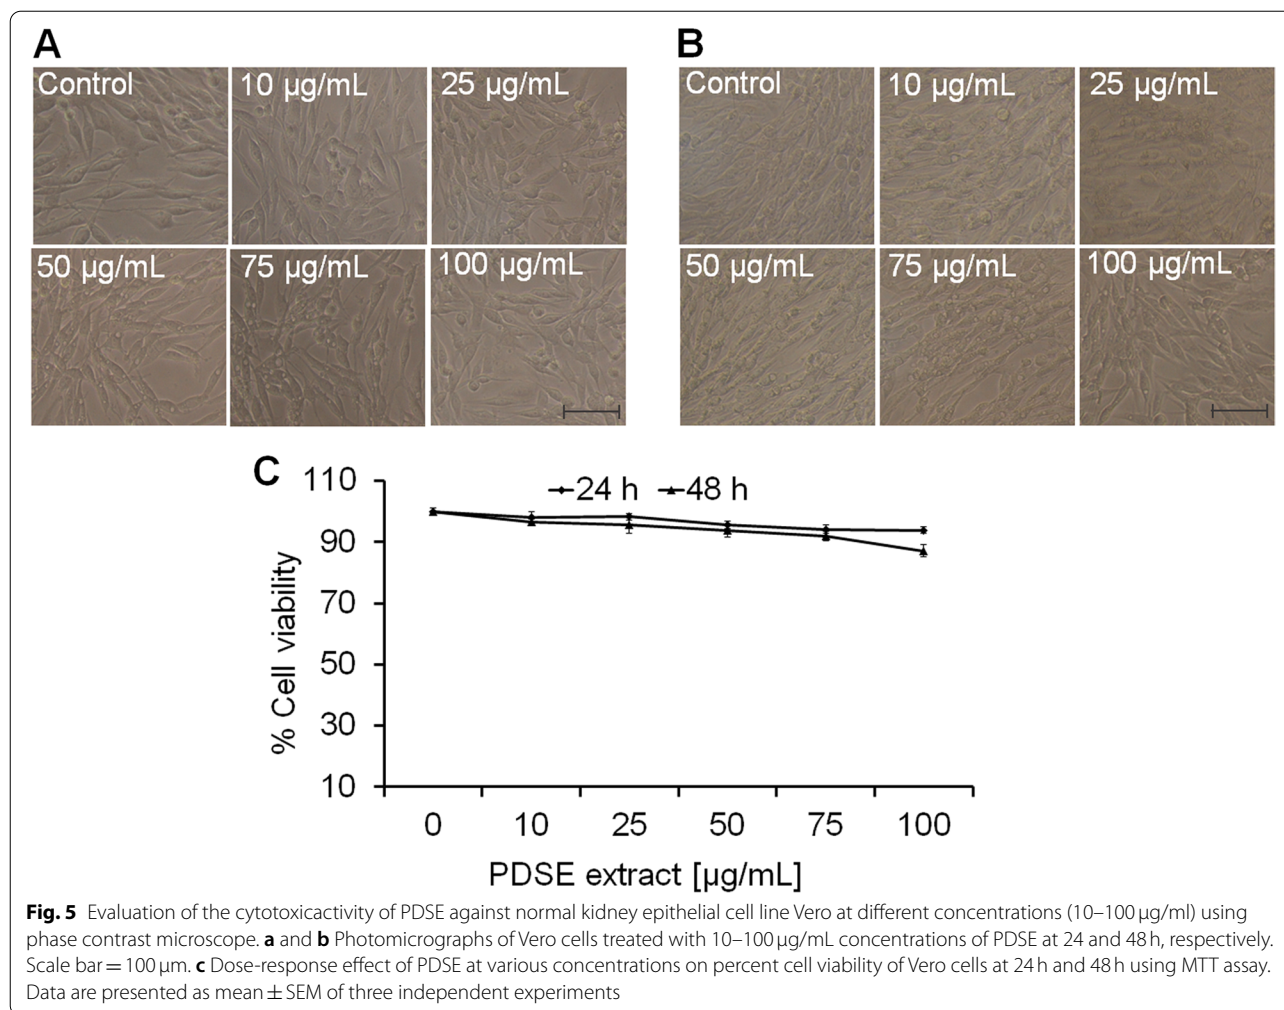 A
B
Control
10 µg/mL
25 µg/mL
50 µg/mL
75 µg/mL
100 µg/mL
Control
10 µg/mL
25 µg/mL
50 µg/mL
75 µg/mL
100 µg/mL
C
110
90
70
50
30
10
% Cell viability
24 h
48 h
0
10
25
50
75
100
PDSE extract [µg/mL]
Fig. 5 Evaluation of the cytotoxicactivity of PDSE against normal kidney epithelial cell line Vero at different concentrations (10–100 µg/ml) using
phase contrast microscope. a and b Photomicrographs of Vero cells treated with 10–100 µg/mL concentrations of PDSE at 24 and 48 h, respectively.
Scale bar = 100 µm. c Dose-response effect of PDSE at various concentrations on percent cell viability of Vero cells at 24 h and 48 h using MTT assay.
Data are presented as mean ± SEM of three independent experiments